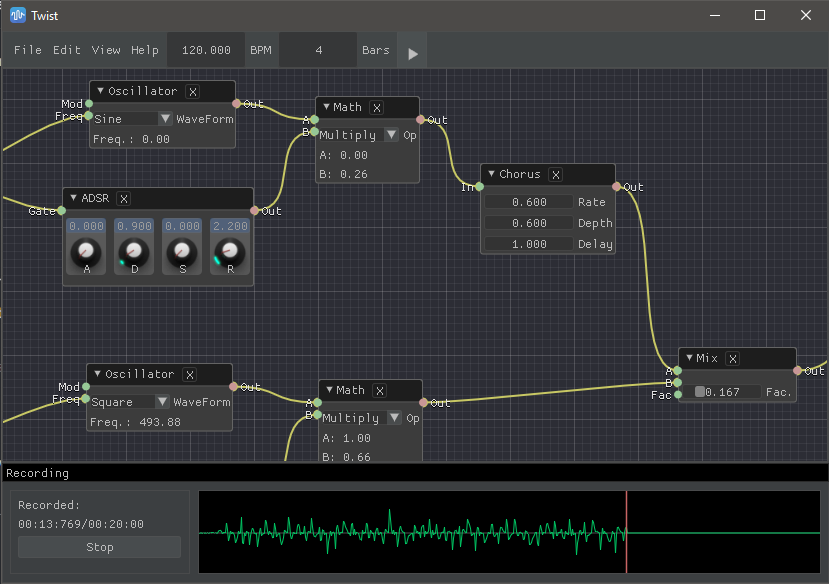 Twist
File Edit View Help 120.000 BPM 4 Bars
Oscillator X
Mod Out
Freq Sine WaveForm
Freq.: 0.00
Math X
A Out
B Multiply Op
A: 0.00
B: 0.26
ADSR X
Gate Out
0.000 0.900 0.000 2.200
A D S R
Chorus X
In Out
0.600 Rate
0.600 Depth
1.000 Delay
Oscillator X
Mod Out
Freq Square WaveForm
Freq.: 493.88
Math X
A Out
B Multiply Op
A: 1.00
B: 0.66
Mix X
A Out
B
Fac 0.167 Fac.
Recording
Recorded:
00:13:769/00:20:00
Stop